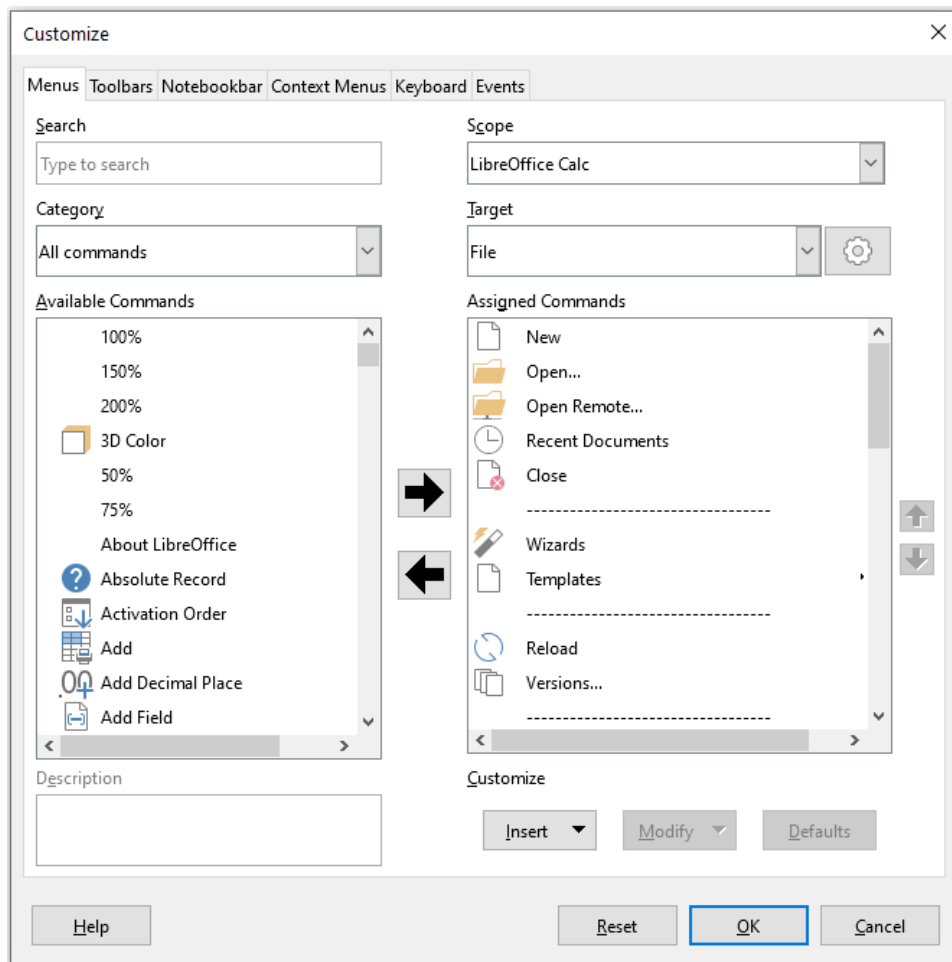 Customize
Menus Toolbars Notebookbar Context Menus Keyboard Events
Search
Type to search
Category
All commands
Available Commands
100%
150%
200%
3D Color
50%
75%
About LibreOffice
Absolute Record
Activation Order
Add
Add Decimal Place
Add Field
Description
Scope
LibreOffice Calc
Target
File
Assigned Commands
New
Open...
Open Remote...
Recent Documents
Close
----------------------------------
Wizards
Templates
----------------------------------
Reload
Versions...
----------------------------------
Customize
Insert Modify Defaults
Help Reset OK Cancel